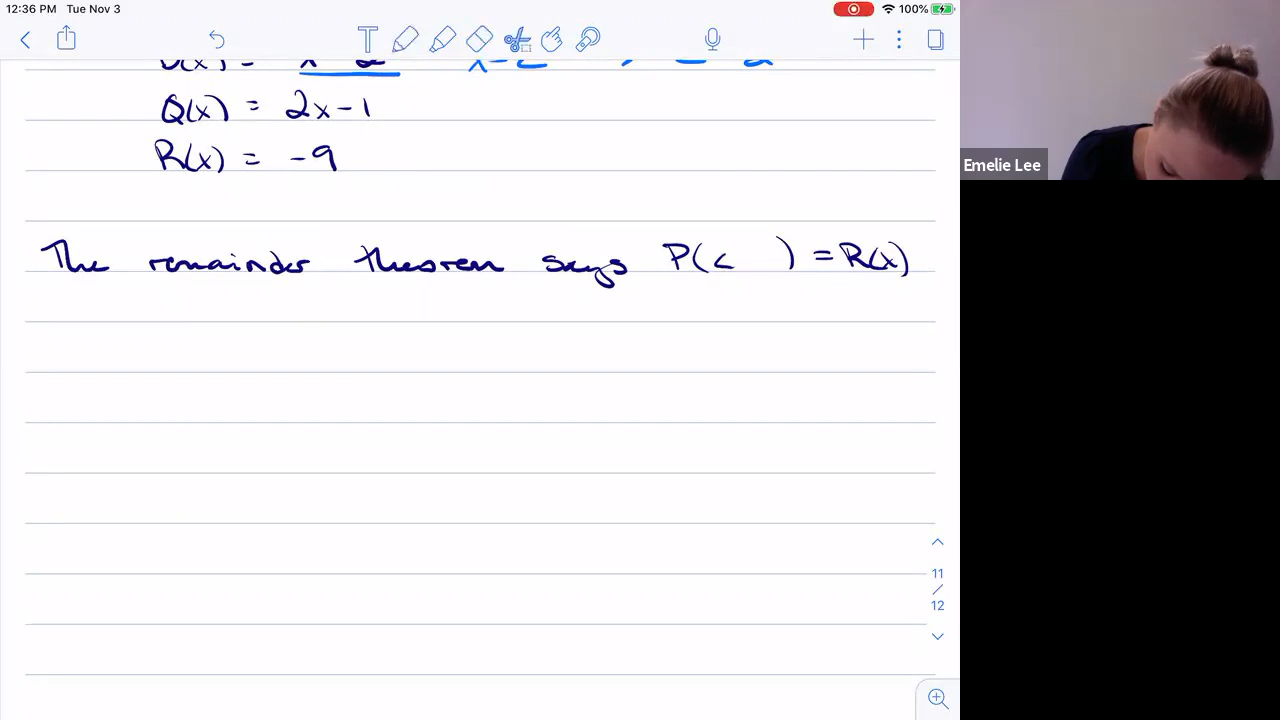 12:36 PM Tue Nov 3
100%
Q(x) = 2x-1
R(x) = -9
Emelie Lee
The remainder theorem says P(c ) = R(x)
11
/
12